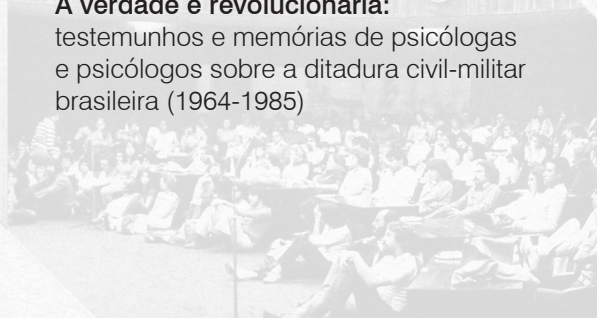 A verdade é revolucionária:
testemunhos e memórias de psicólogas
e psicólogos sobre a ditadura civil-militar
brasileira (1964-1985)